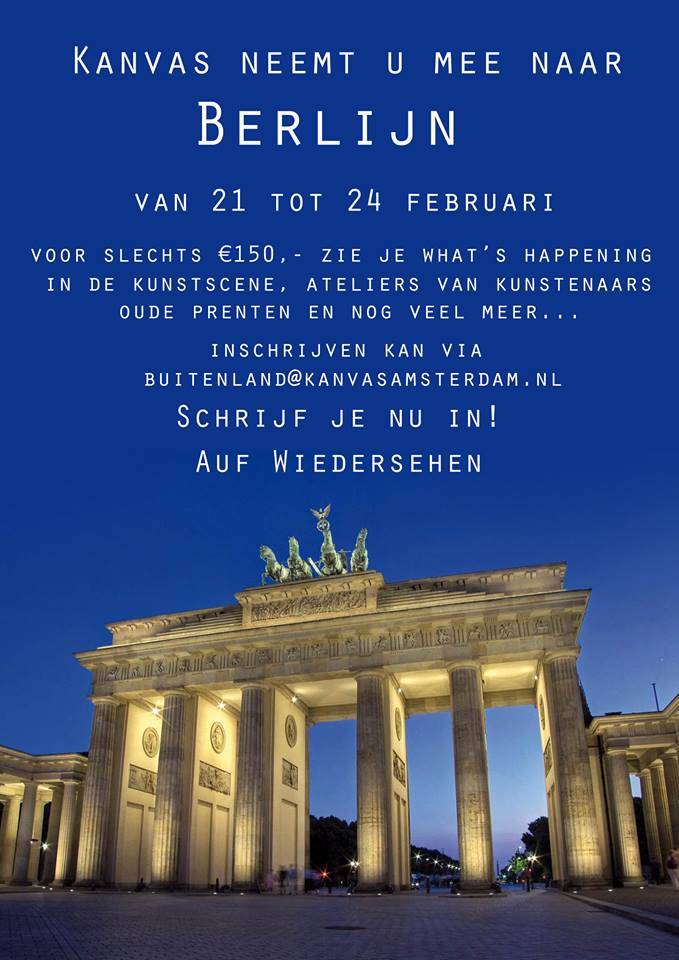 Kanvas neemt u mee naar
Berlijn
van 21 tot 24 februari
voor slechts €150,- zie je what's happening
in de kunstscene, ateliers van kunstenaars
oude prenten en nog veel meer...
inschrijven kan via
buitenland@kanvasamsterdam.nl
Schrijf je nu in!
Auf Wiedersehen